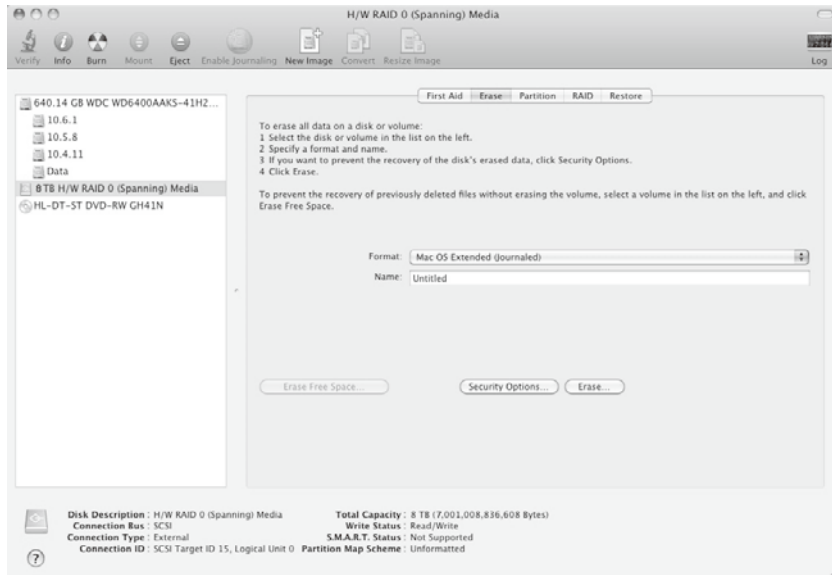 H/W RAID 0 (Spanning) Media
Verify Info Burn Mount Eject Enable Journaling New Image Convert Resize Image Log
640.14 GB WDC WD6400AAKS-41H2...
10.6.1
10.5.8
10.4.11
Data
8 TB H/W RAID 0 (Spanning) Media
HL-DT-ST DVD-RW GH41N
First Aid Erase Partition RAID Restore
To erase all data on a disk or volume:
1 Select the disk or volume in the list on the left.
2 Specify a format and name.
3 If you want to prevent the recovery of the disk's erased data, click Security Options.
4 Click Erase.
To prevent the recovery of previously deleted files without erasing the volume, select a volume in the list on the left, and click
Erase Free Space.
Format: Mac OS Extended (Journaled)
Name: Untitled
Erase Free Space... Security Options... Erase...
Disk Description : H/W RAID 0 (Spanning) Media Total Capacity : 8 TB (7,001,008,836,608 Bytes)
Connection Bus : SCSI Write Status : Read/Write
Connection Type : External S.M.A.R.T. Status : Not Supported
Connection ID : SCSI Target ID 15, Logical Unit 0 Partition Map Scheme : Unformatted
?